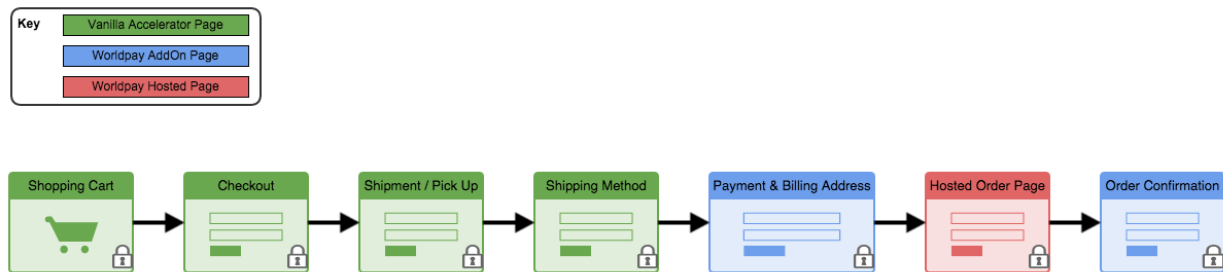 Key
Vanilla Accelerator Page
Worldpay AddOn Page
Worldpay Hosted Page
Shopping Cart
Checkout
Shipment / Pick Up
Shipping Method
Payment & Billing Address
Hosted Order Page
Order Confirmation